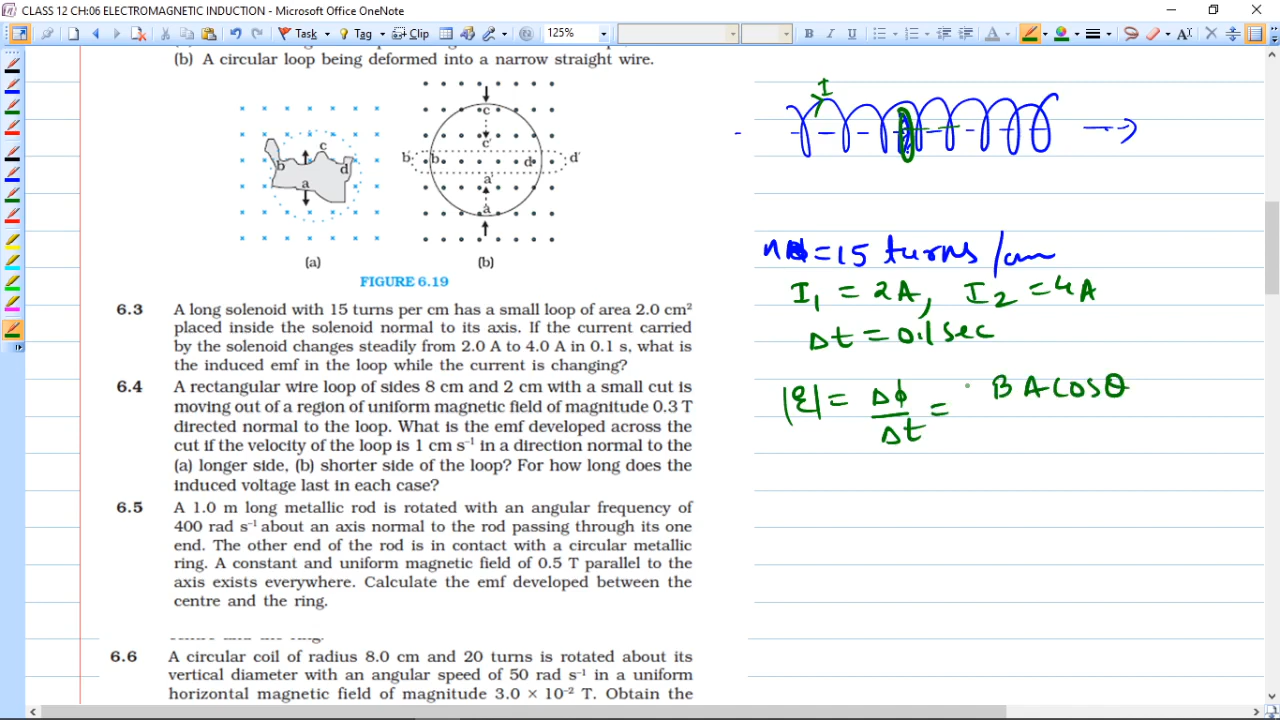 CLASS 12 CH:06 ELECTROMAGNETIC INDUCTION - Microsoft Office OneNote
Task Tag Clip 125% B I U
(b) A circular loop being deformed into a narrow straight wire.
c
b d
a
c
c'
b' b d d'
a'
a
(a) (b)
FIGURE 6.19
6.3 A long solenoid with 15 turns per cm has a small loop of area 2.0 cm²
placed inside the solenoid normal to its axis. If the current carried
by the solenoid changes steadily from 2.0 A to 4.0 A in 0.1 s, what is
the induced emf in the loop while the current is changing?
6.4 A rectangular wire loop of sides 8 cm and 2 cm with a small cut is
moving out of a region of uniform magnetic field of magnitude 0.3 T
directed normal to the loop. What is the emf developed across the
cut if the velocity of the loop is 1 cm s⁻¹ in a direction normal to the
(a) longer side, (b) shorter side of the loop? For how long does the
induced voltage last in each case?
6.5 A 1.0 m long metallic rod is rotated with an angular frequency of
400 rad s⁻¹ about an axis normal to the rod passing through its one
end. The other end of the rod is in contact with a circular metallic
ring. A constant and uniform magnetic field of 0.5 T parallel to the
axis exists everywhere. Calculate the emf developed between the
centre and the ring.
6.6 A circular coil of radius 8.0 cm and 20 turns is rotated about its
vertical diameter with an angular speed of 50 rad s⁻¹ in a uniform
horizontal magnetic field of magnitude 3.0 × 10⁻² T. Obtain the
I
n = 15 turns/cm
I₁ = 2A, I₂ = 4A
Δt = 0.1 sec
|ε| = Δϕ/Δt = BA cosθ